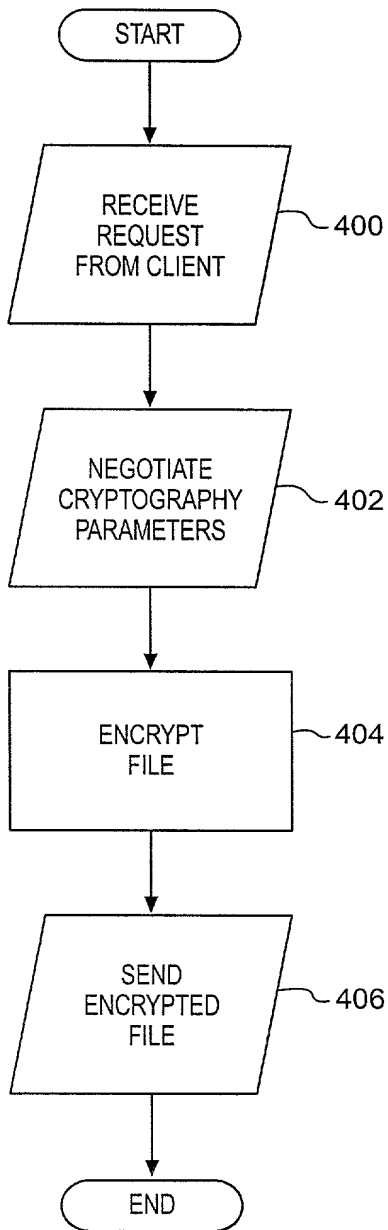 START
RECEIVE
REQUEST
FROM CLIENT
400
NEGOTIATE
CRYPTOGRAPHY
PARAMETERS
402
ENCRYPT
FILE
404
SEND
ENCRYPTED
FILE
406
END